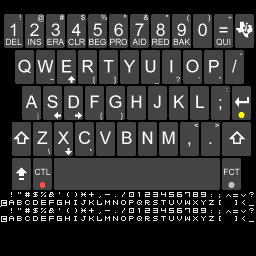 ! @ # $ % ^ & * ( ) +
1 2 3 4 5 6 7 8 9 0 =
DEL INS ERA CLR BEG PRO AID RED BAK QUI
Q W E R T Y U I O P /
A S D F G H J K L ; ↵
⇧ Z X C V B N M , < . > ⇧
CTL FCT
!"#$%&'()*+,-./0123456789:;<=>?
@ABCDEFGHIJKLMNOPQRSTUVWXYZ[\]^_
!"#$%&'()*+,-./0123456789:;<=>?
@ABCDEFGHIJKLMNOPQRSTUVWXYZ[\]^_